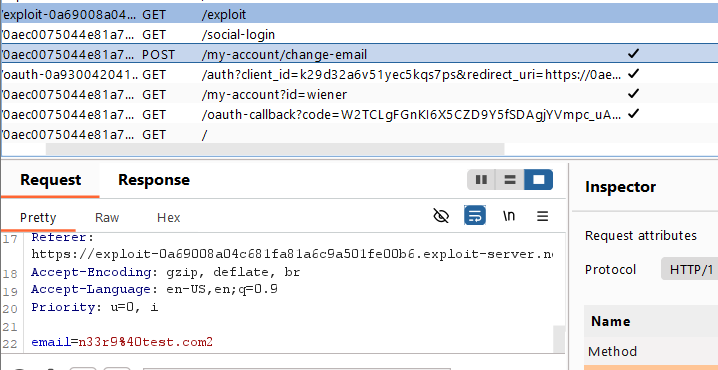 /exploit-0a69008a04... GET /exploit
/0aec0075044e81a7... GET /social-login
/0aec0075044e81a7... POST /my-account/change-email
/oauth-0a930042041... GET /auth?client_id=k29d32a6v51yec5kqs7ps&redirect_uri=https://0ae...
/0aec0075044e81a7... GET /my-account?id=wiener
/0aec0075044e81a7... GET /oauth-callback?code=W2TCLgFGnKI6X5CZD9Y5fSDAgjYVmpc_uA...
/0aec0075044e81a7... GET /
Request Response
Inspector
Pretty Raw Hex
\n
Request attributes
17 Referer:
https://exploit-0a69008a04c681fa81a6c9a501fe00b6.exploit-server.ne
18 Accept-Encoding: gzip, deflate, br
Protocol HTTP/1
19 Accept-Language: en-US,en;q=0.9
20 Priority: u=0, i
21
Name
22 email=n33r9%40test.com2
Method